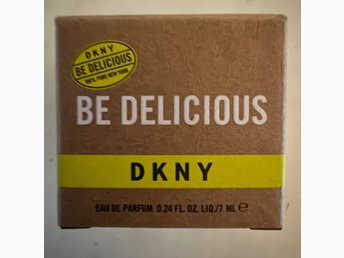 DKNY
BE DELICIOUS
100% PURE NEW YORK
BE DELICIOUS
DKNY
EAU DE PARFUM 0.24 FL. OZ. LIQ./7 ML ℮